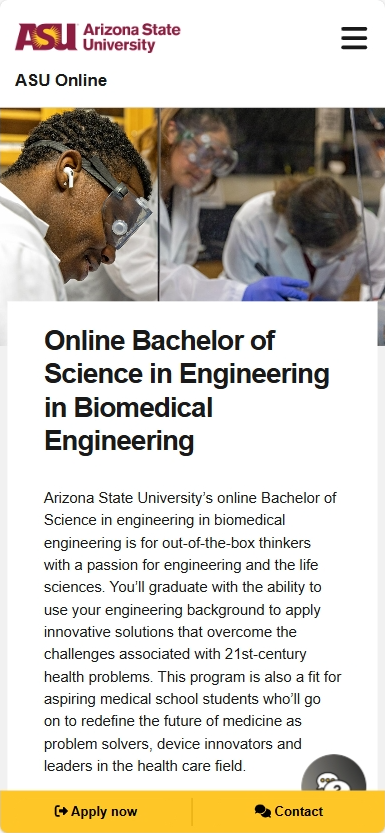 ASU Arizona State
University
ASU Online
Online Bachelor of
Science in Engineering
in Biomedical
Engineering
Arizona State University’s online Bachelor of
Science in engineering in biomedical
engineering is for out-of-the-box thinkers
with a passion for engineering and the life
sciences. You’ll graduate with the ability to
use your engineering background to apply
innovative solutions that overcome the
challenges associated with 21st-century
health problems. This program is also a fit for
aspiring medical school students who’ll go
on to redefine the future of medicine as
problem solvers, device innovators and
leaders in the health care field.
Apply now
Contact